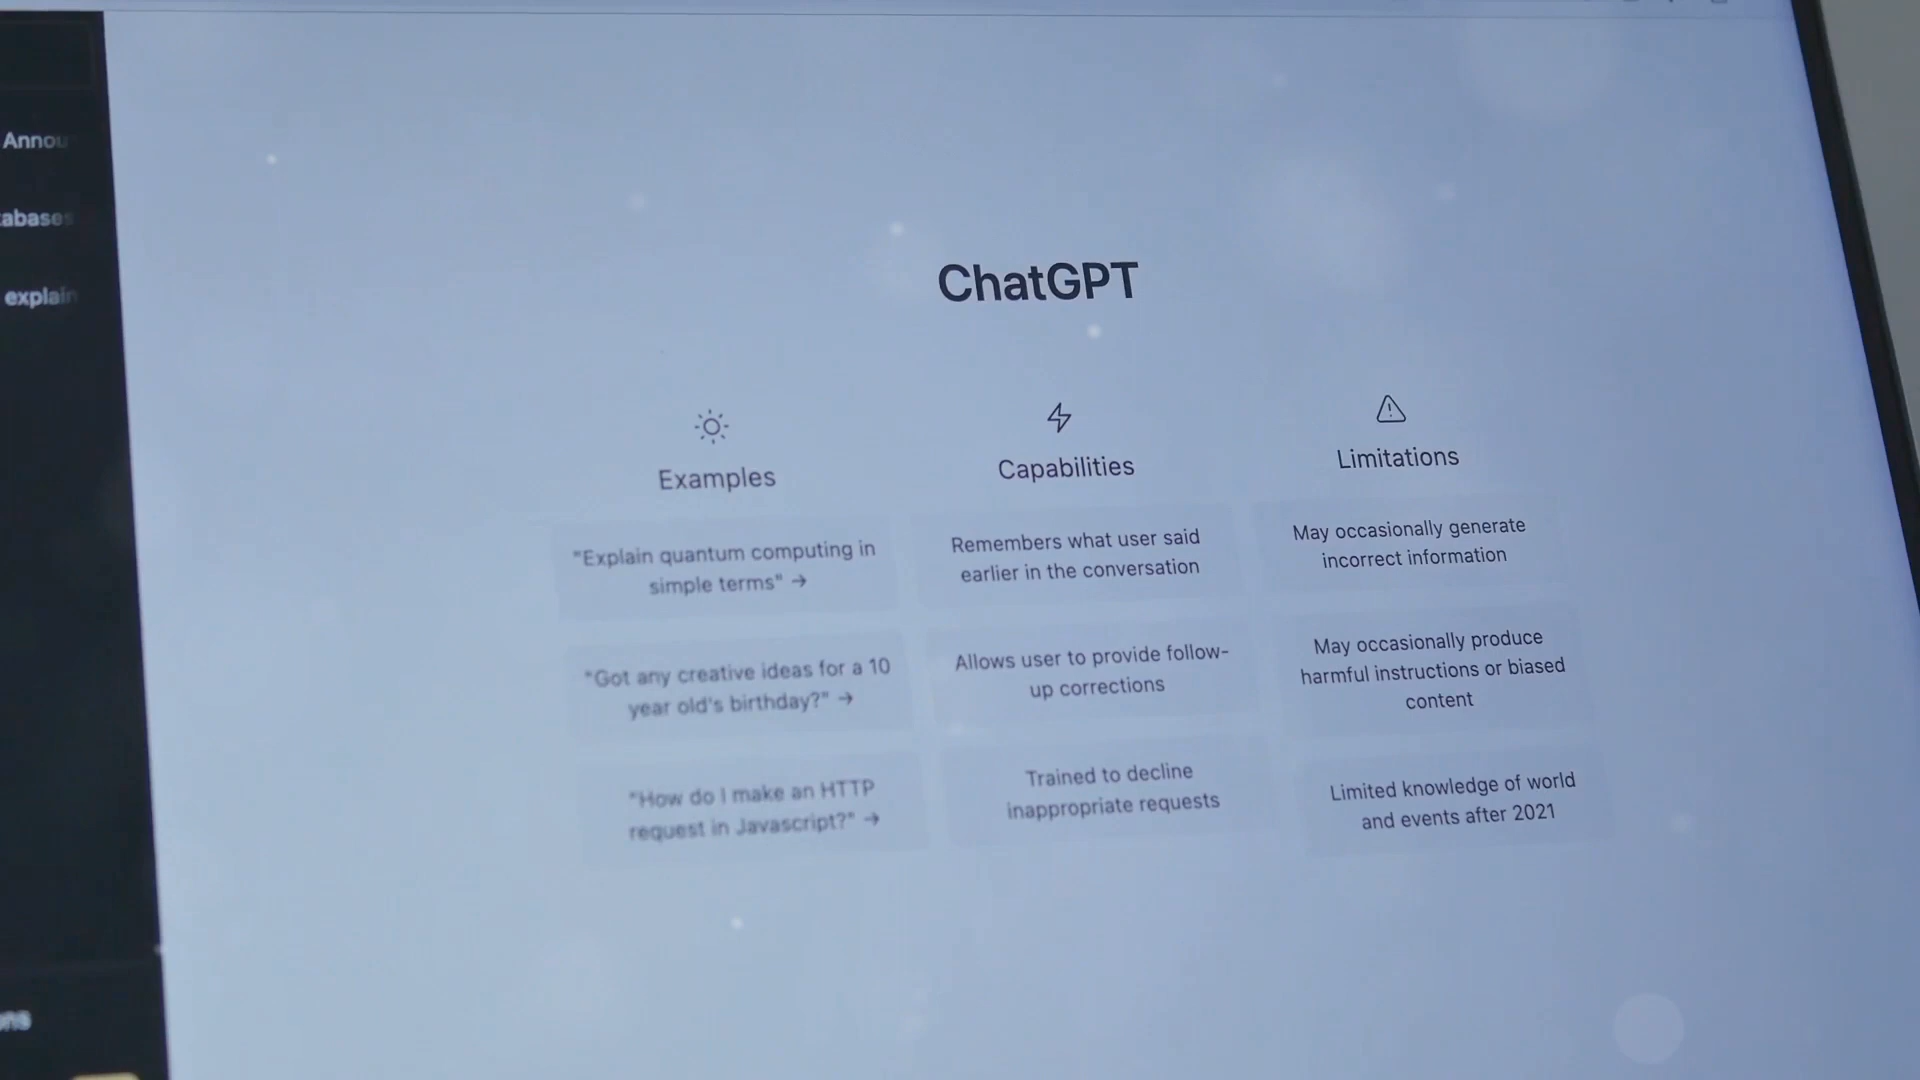 Annou
tabases
explain
ChatGPT
Examples
"Explain quantum computing in
simple terms" →
"Got any creative ideas for a 10
year old's birthday?" →
"How do I make an HTTP
request in Javascript?" →
Capabilities
Remembers what user said
earlier in the conversation
Allows user to provide follow-
up corrections
Trained to decline
inappropriate requests
Limitations
May occasionally generate
incorrect information
May occasionally produce
harmful instructions or biased
content
Limited knowledge of world
and events after 2021